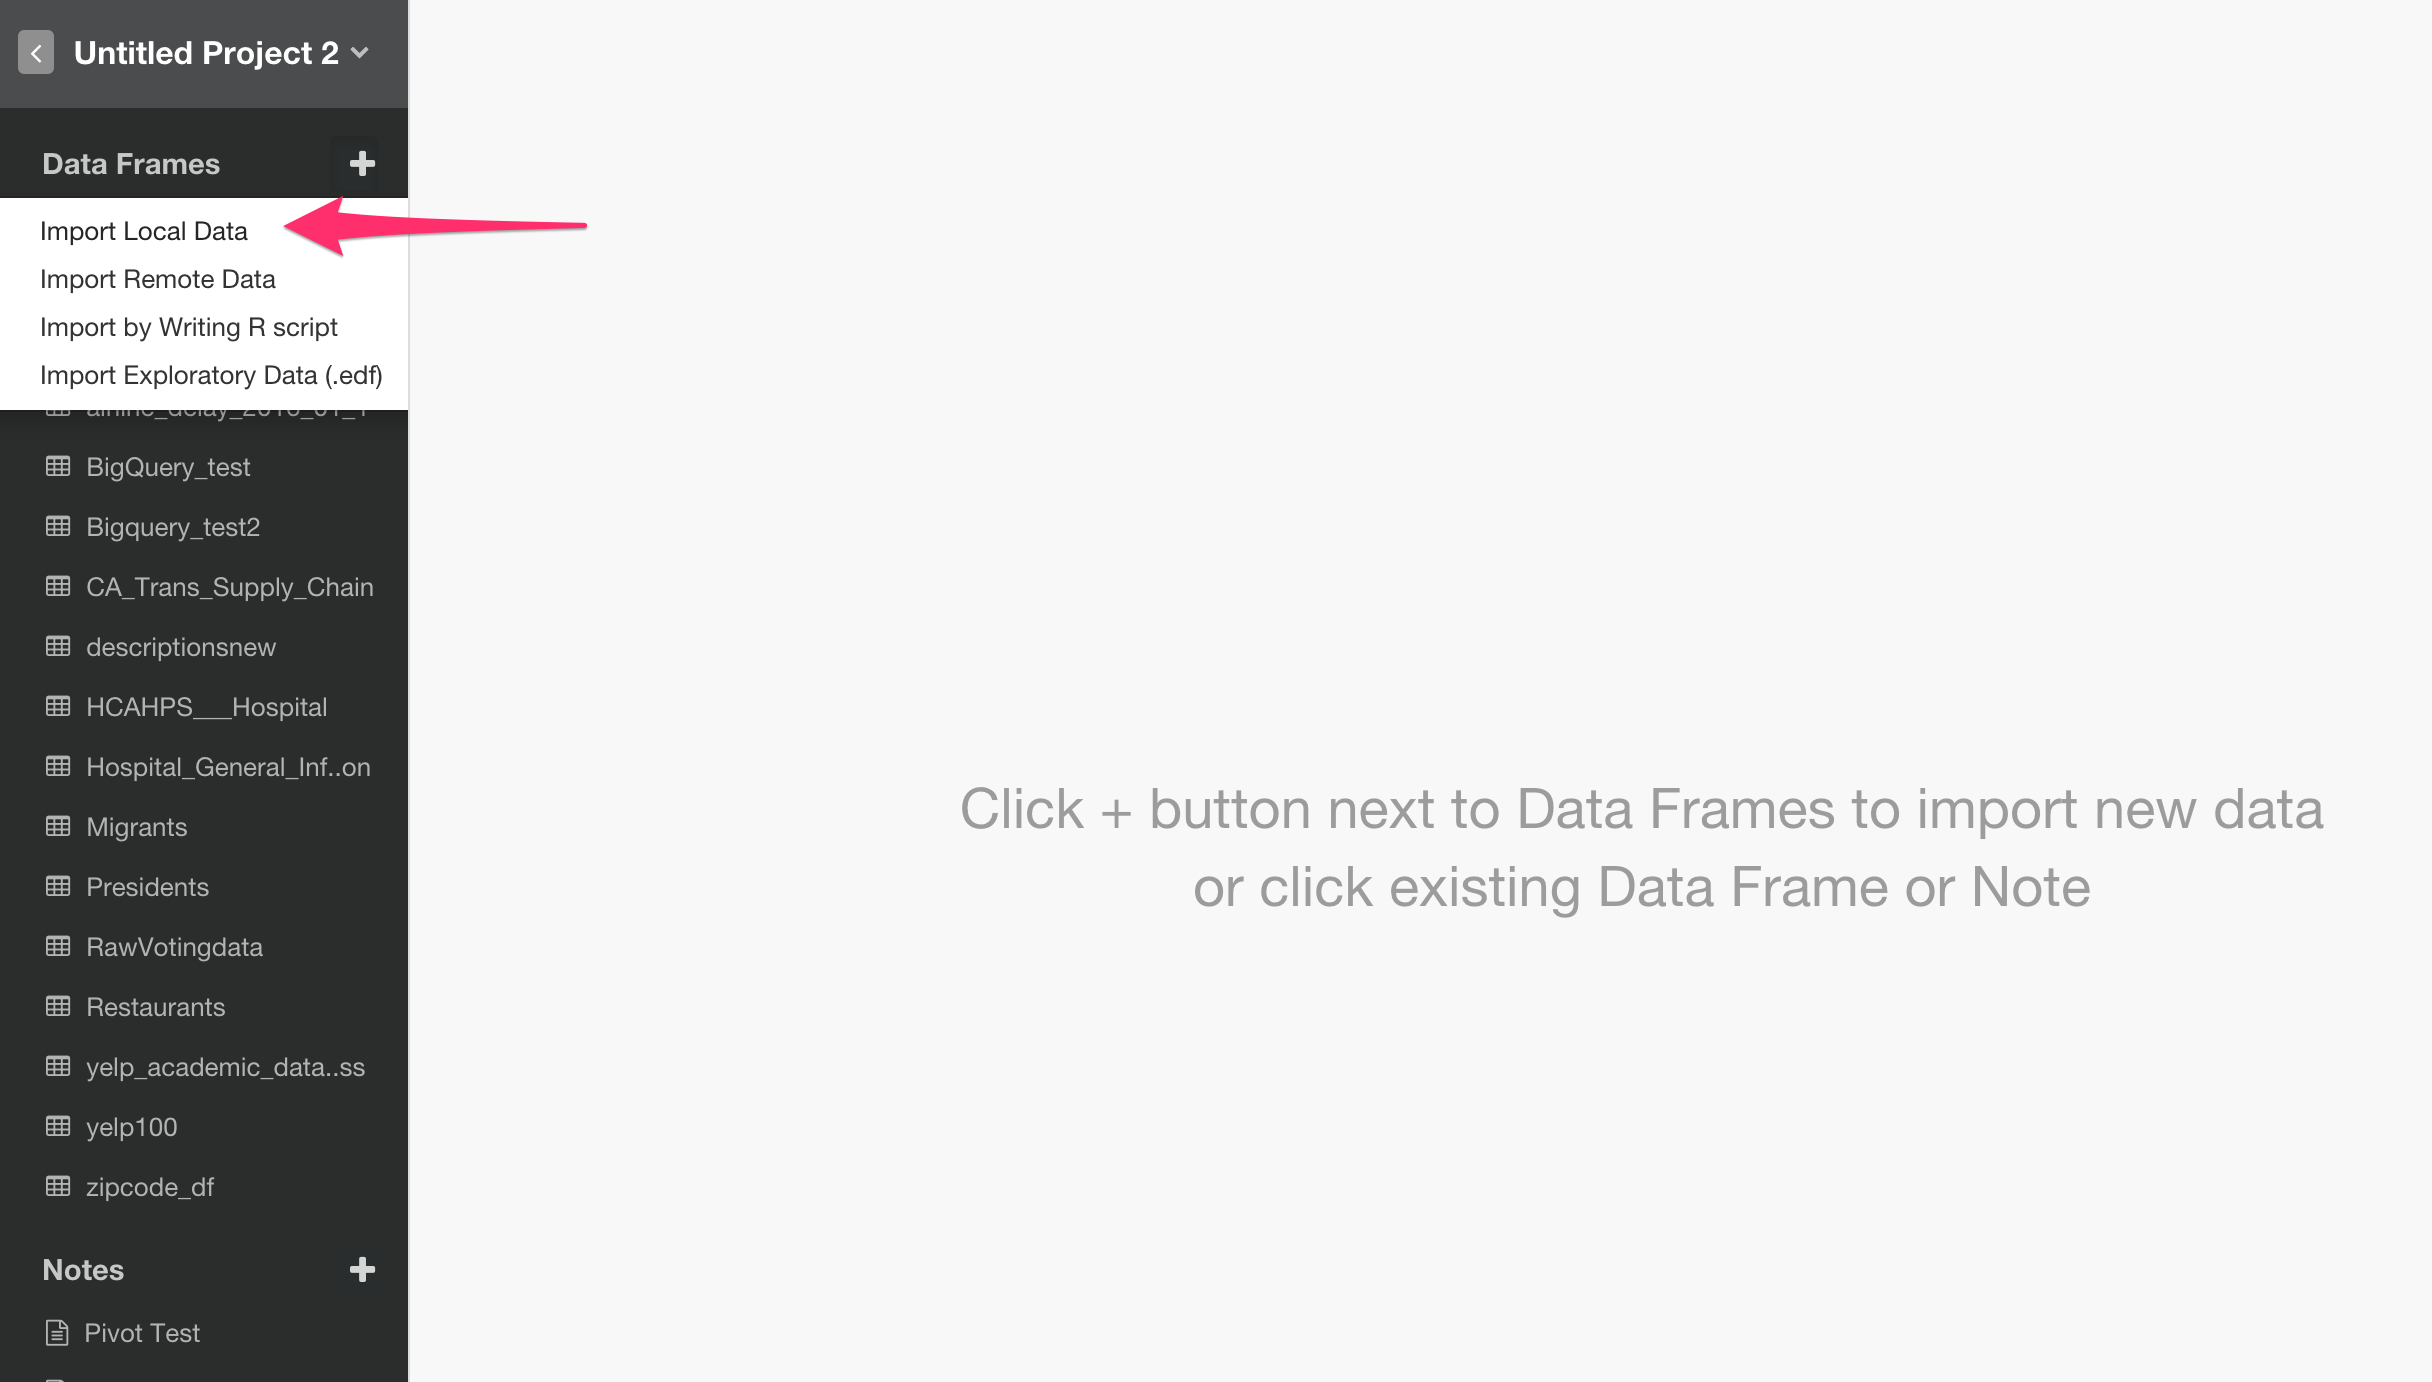 Untitled Project 2
Data Frames
Import Local Data
Import Remote Data
Import by Writing R script
Import Exploratory Data (.edf)
BigQuery_test
Bigquery_test2
CA_Trans_Supply_Chain
descriptionsnew
HCAHPS___Hospital
Hospital_General_Inf..on
Migrants
Presidents
RawVotingdata
Restaurants
yelp_academic_data..ss
yelp100
zipcode_df
Notes
Pivot Test
Click + button next to Data Frames to import new data
or click existing Data Frame or Note